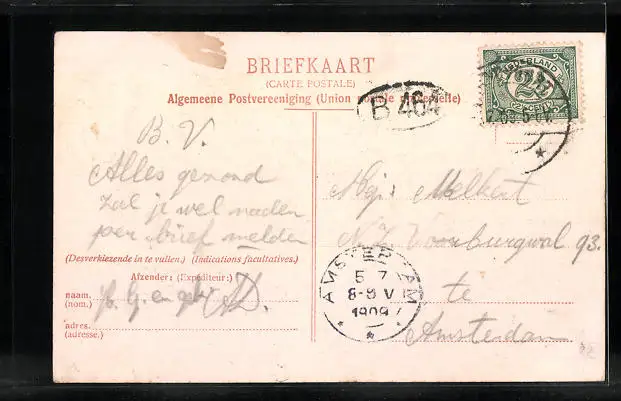 BRIEFKAART
(CARTE POSTALE)
Algemeene Postvereeniging (Union Postale Universelle)
B 464
NEDERLAND
2½
CENT
B. V.
Alles gezond
zal je wel nader
per brief melden
(Desverkiezende in te vullen.) (Indications facultatives.)
Afzender: (Expéditeur:)
naam.
(nom.)
adres.
(adresse.)
Mej: Melkert
N.Z. Voorburgwal 93.
te
Amsterdam
AMSTERDAM
5 7
8-9 V
1909